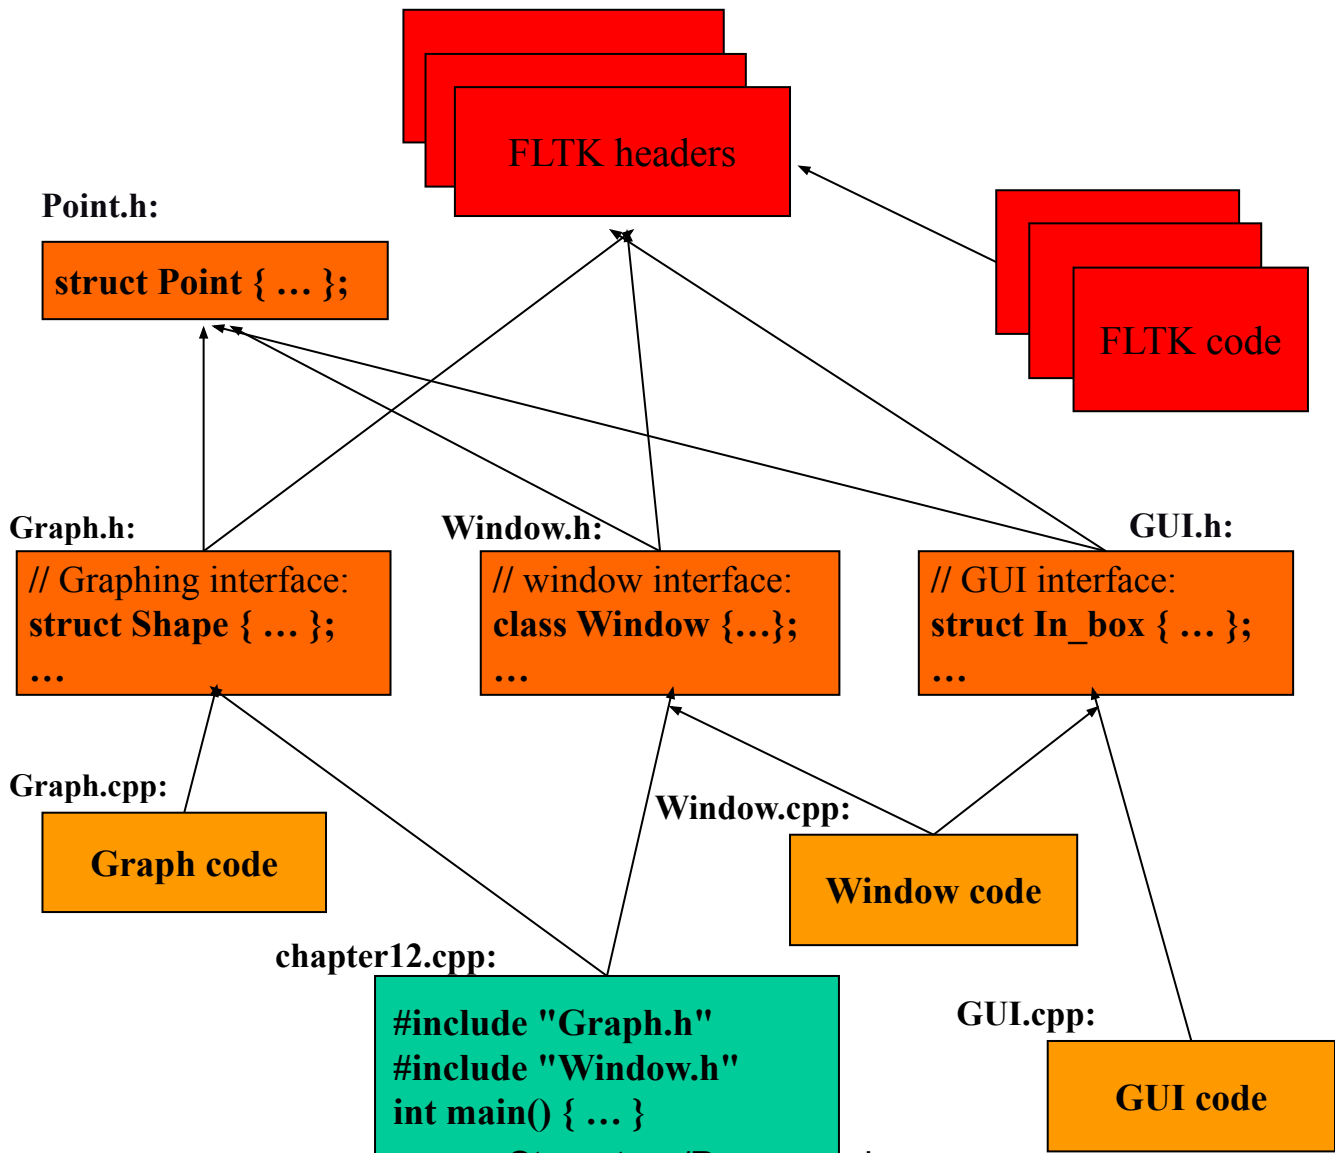 FLTK headers
Point.h:
struct Point { … };
FLTK code
Graph.h:
// Graphing interface:
struct Shape { … };
…
Window.h:
// window interface:
class Window {…};
…
GUI.h:
// GUI interface:
struct In_box { … };
…
Graph.cpp:
Graph code
Window.cpp:
Window code
chapter12.cpp:
#include "Graph.h"
#include "Window.h"
int main() { … }
GUI.cpp:
GUI code